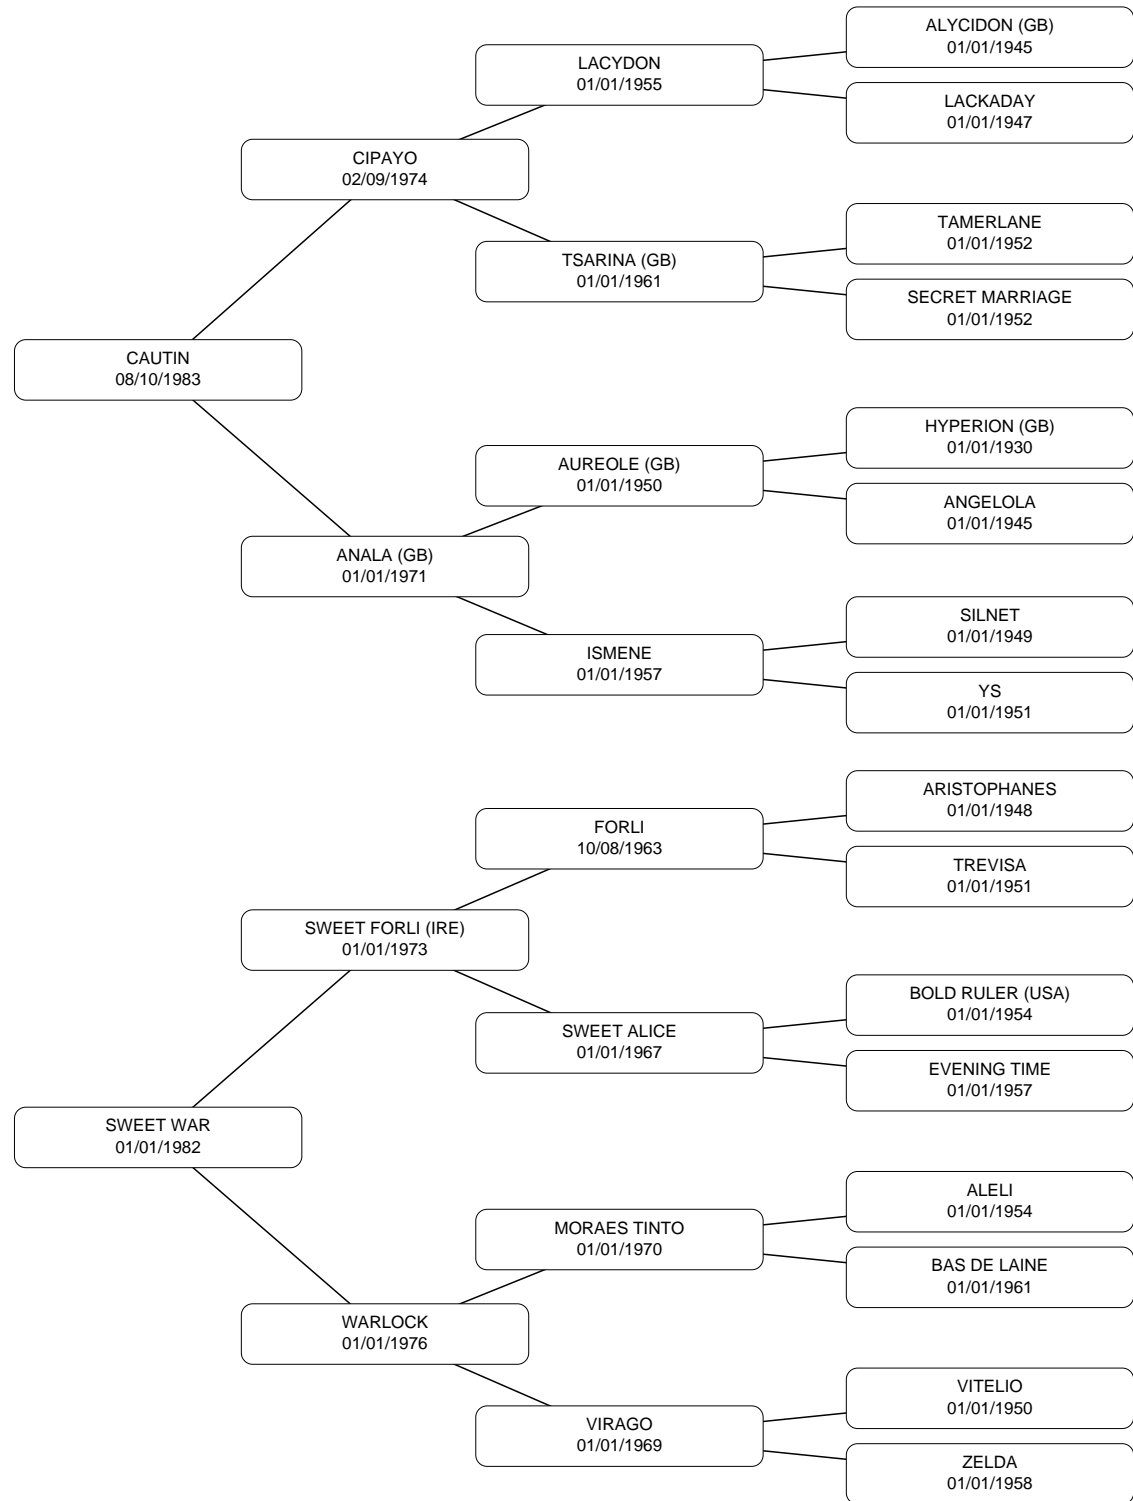 ALYCIDON (GB)
01/01/1945
LACYDON
01/01/1955
LACKADAY
01/01/1947
CIPAYO
02/09/1974
TAMERLANE
01/01/1952
TSARINA (GB)
01/01/1961
SECRET MARRIAGE
01/01/1952
CAUTIN
08/10/1983
HYPERION (GB)
01/01/1930
AUREOLE (GB)
01/01/1950
ANGELOLA
01/01/1945
ANALA (GB)
01/01/1971
SILNET
01/01/1949
ISMENE
01/01/1957
YS
01/01/1951
ARISTOPHANES
01/01/1948
FORLI
10/08/1963
TREVISA
01/01/1951
SWEET FORLI (IRE)
01/01/1973
BOLD RULER (USA)
01/01/1954
SWEET ALICE
01/01/1967
EVENING TIME
01/01/1957
SWEET WAR
01/01/1982
ALELI
01/01/1954
MORAES TINTO
01/01/1970
BAS DE LAINE
01/01/1961
WARLOCK
01/01/1976
VITELIO
01/01/1950
VIRAGO
01/01/1969
ZELDA
01/01/1958